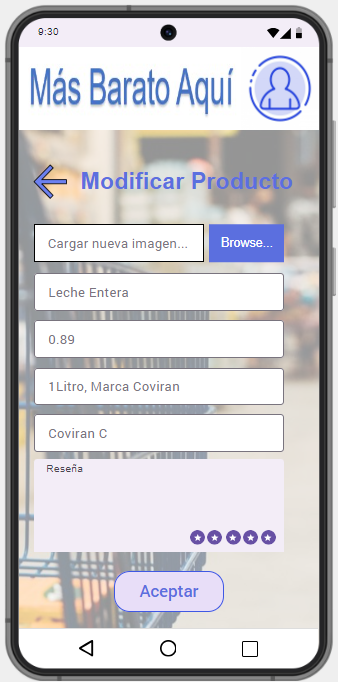 9:30
Más Barato Aquí
Modificar Producto
Cargar nueva imagen... Browse...
Leche Entera
0.89
1Litro, Marca Coviran
Coviran C
Reseña
Aceptar